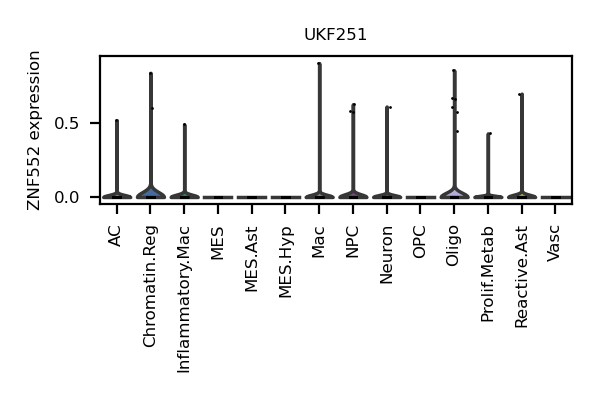 UKF251
ZNF552 expression
0.5
0.0
AC
Chromatin.Reg
Inflammatory.Mac
MES
MES.Ast
MES.Hyp
Mac
NPC
Neuron
OPC
Oligo
Prolif.Metab
Reactive.Ast
Vasc